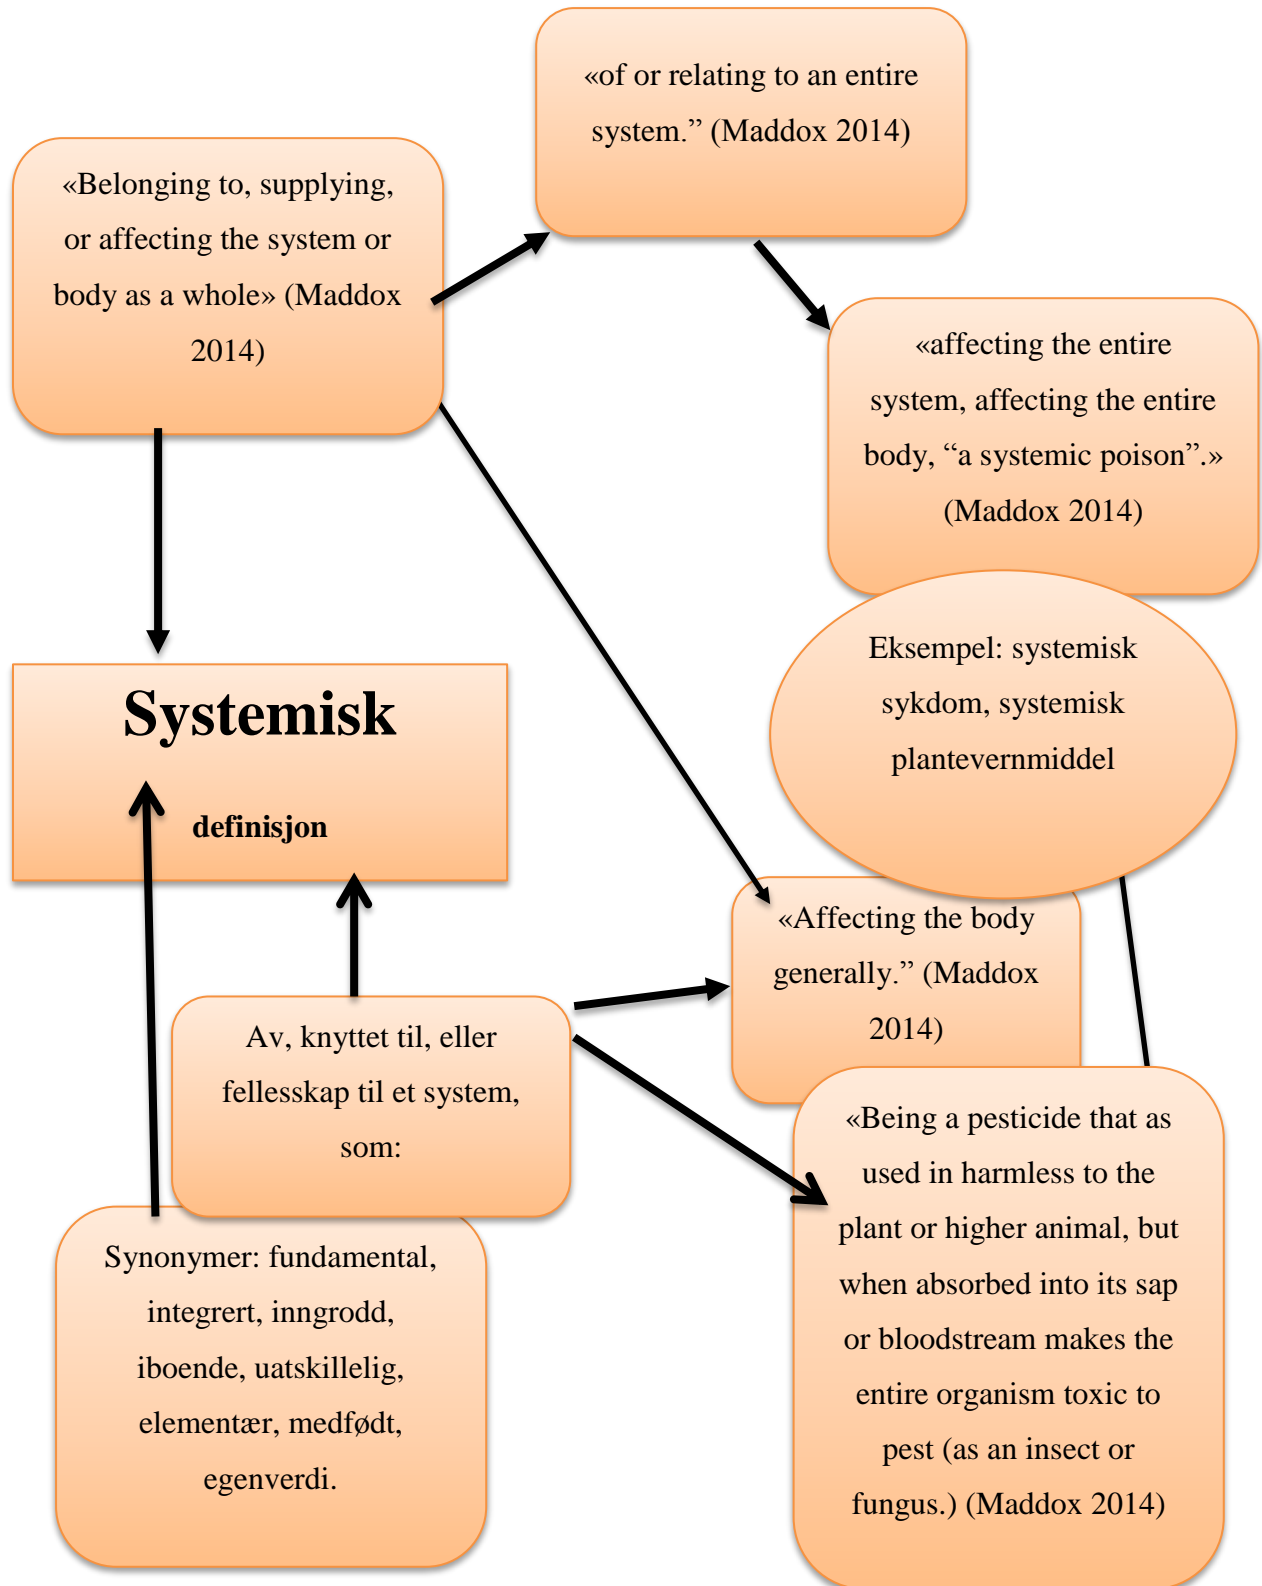 «of or relating to an entire
system.” (Maddox 2014)
«Belonging to, supplying,
or affecting the system or
body as a whole» (Maddox
2014)
«affecting the entire
system, affecting the entire
body, “a systemic poison”.»
(Maddox 2014)
Eksempel: systemisk
sykdom, systemisk
plantevernmiddel
Systemisk
definisjon
«Affecting the body
generally.” (Maddox
2014)
Av, knyttet til, eller
fellesskap til et system,
som:
«Being a pesticide that as
used in harmless to the
plant or higher animal, but
when absorbed into its sap
or bloodstream makes the
entire organism toxic to
pest (as an insect or
fungus.) (Maddox 2014)
Synonymer: fundamental,
integrert, inngrodd,
iboende, uatskillelig,
elementær, medfødt,
egenverdi.